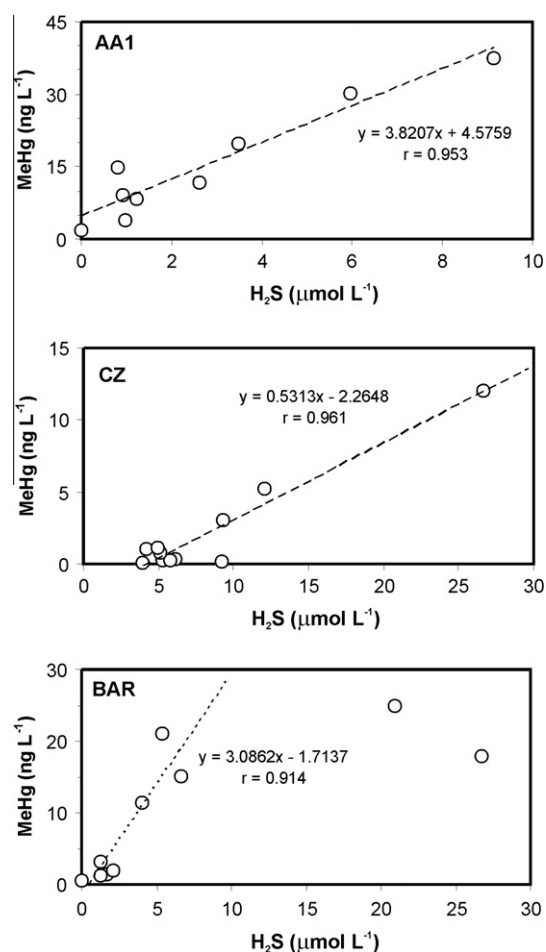 AA1
MeHg (ng L⁻¹)
45
30
15
0
y = 3.8207x + 4.5759
r = 0.953
0 2 4 6 8 10
H₂S (μmol L⁻¹)
CZ
MeHg (ng L⁻¹)
15
10
5
0
y = 0.5313x - 2.2648
r = 0.961
0 5 10 15 20 25 30
H₂S (μmol L⁻¹)
BAR
MeHg (ng L⁻¹)
30
20
10
0
y = 3.0862x - 1.7137
r = 0.914
0 5 10 15 20 25 30
H₂S (μmol L⁻¹)